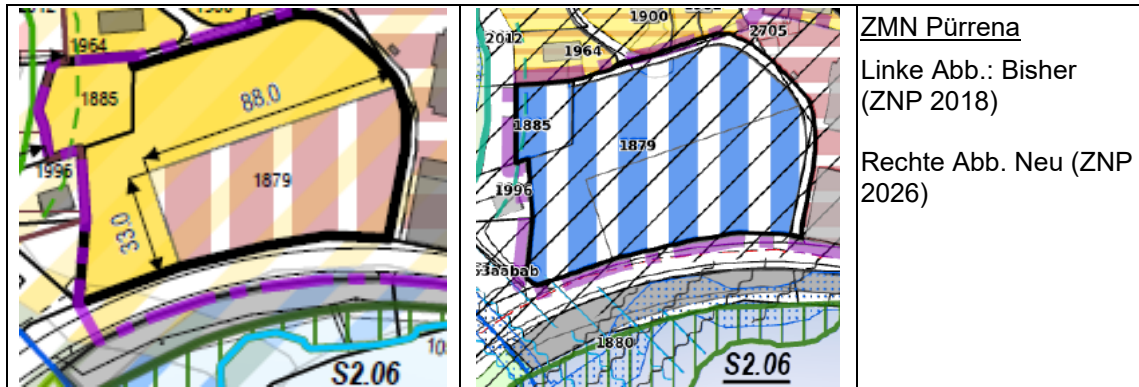 1964
1885
88.0
1996
1879
33.0
S2.06
1900
2012
2705
1964
1885
1879
1996
53aabab
1880
S2.06
ZMN Pürrena
Linke Abb.: Bisher
(ZNP 2018)
Rechte Abb. Neu (ZNP
2026)